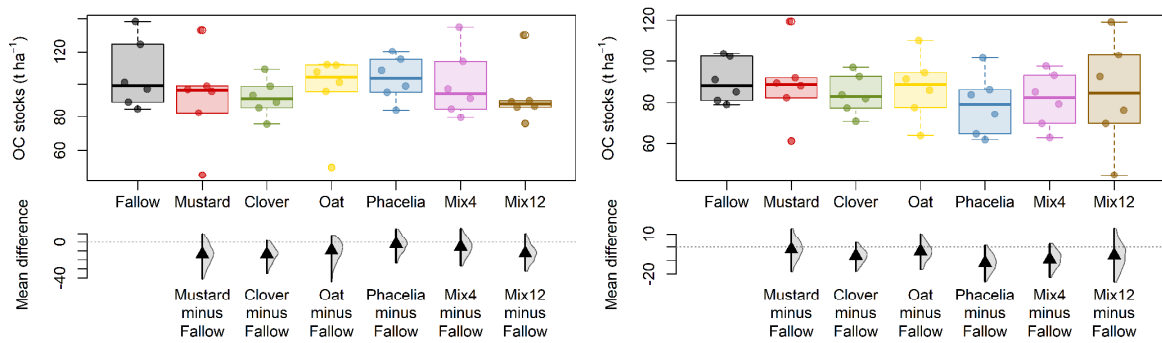 OC stocks (t ha⁻¹)
120
100
80
60
Fallow Mustard Clover Oat Phacelia Mix4 Mix12
Mean difference
0
-40
Mustard Clover Oat Phacelia Mix4 Mix12
minus minus minus minus minus minus
Fallow Fallow Fallow Fallow Fallow Fallow
OC stocks (t ha⁻¹)
120
100
80
60
Fallow Mustard Clover Oat Phacelia Mix4 Mix12
Mean difference
10
-20
Mustard Clover Oat Phacelia Mix4 Mix12
minus minus minus minus minus minus
Fallow Fallow Fallow Fallow Fallow Fallow